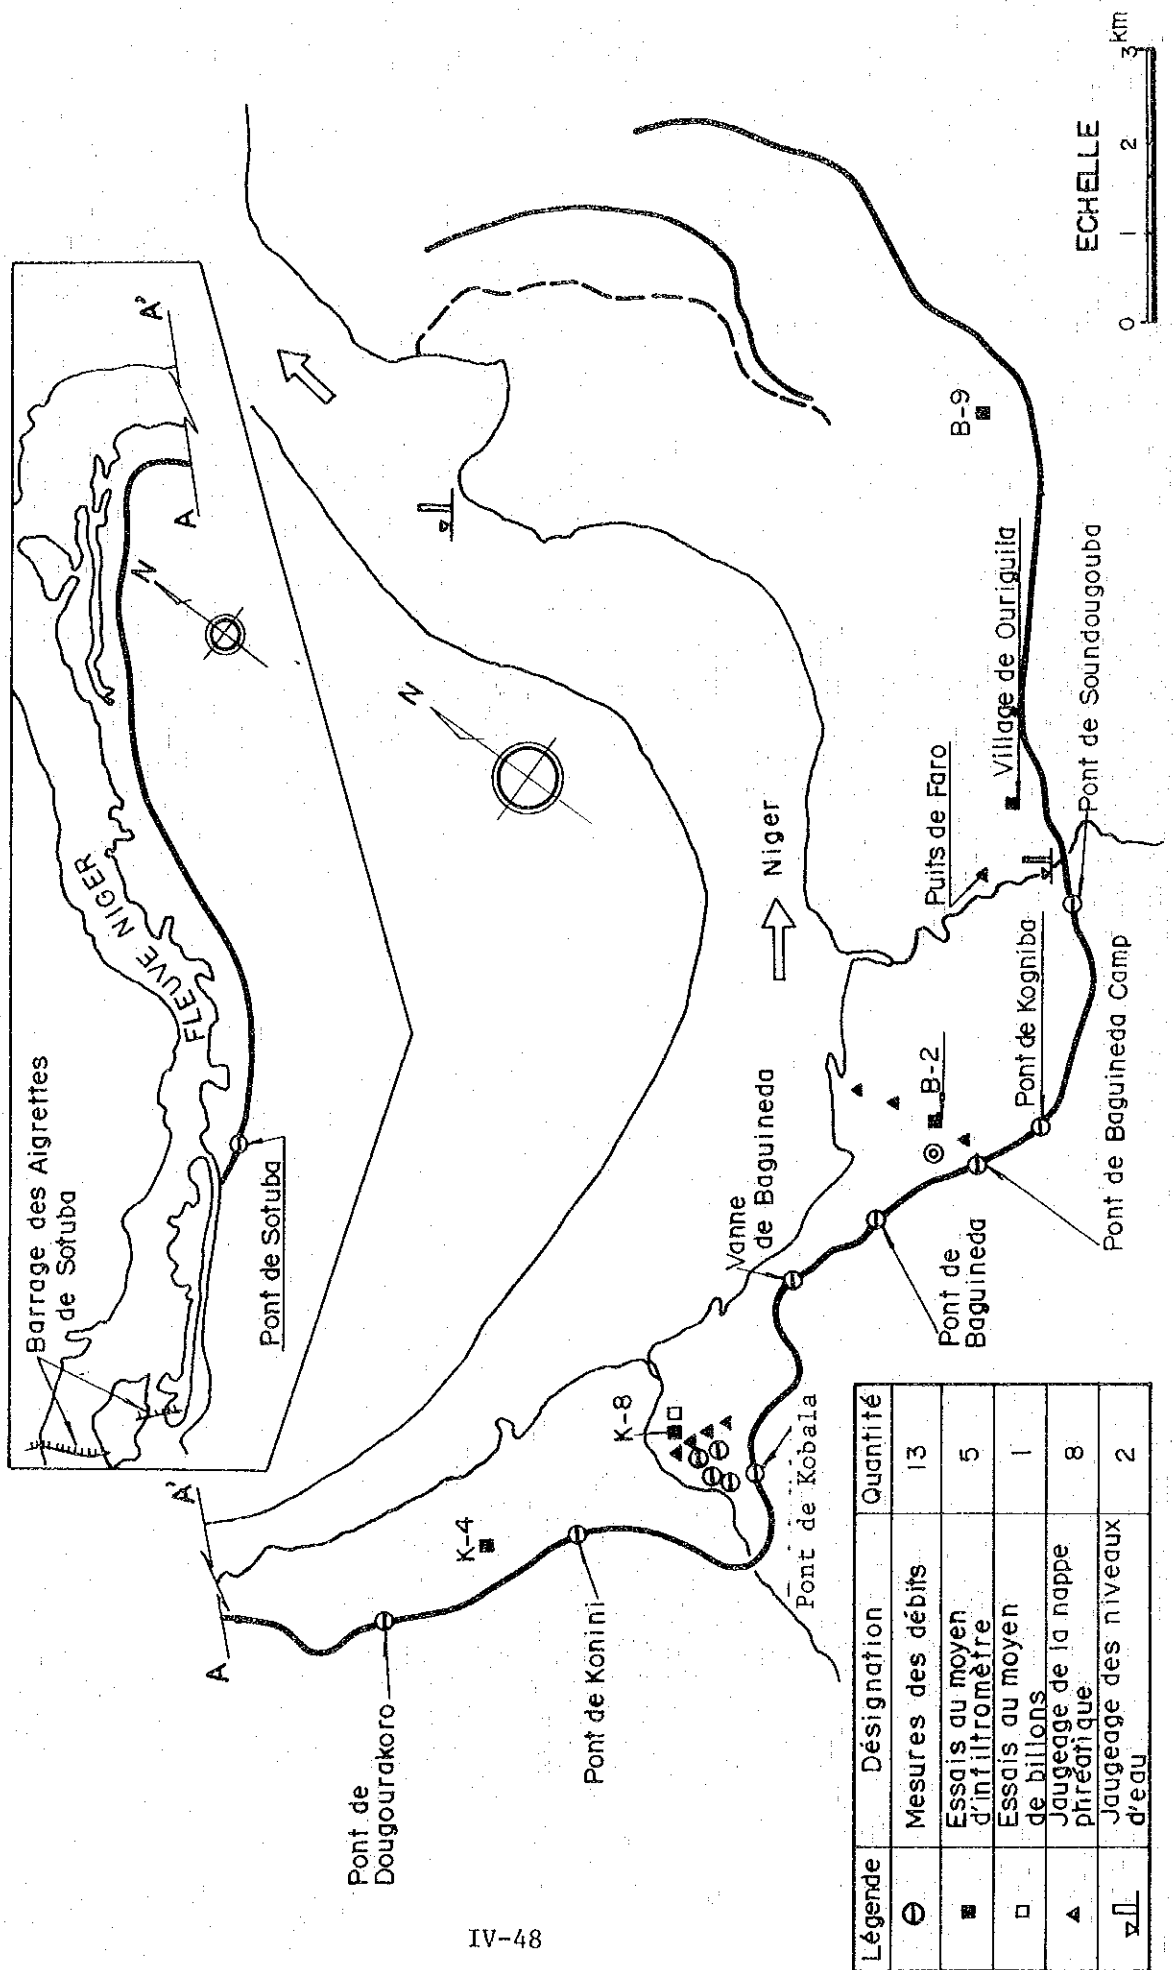 Barrage des Aigrettes
de Sotuba
FLEUVE NIGER
Pont de Sotuba
N
A
A'
A
A'
N
Niger
Pont de
Dougourakoro
Pont de Konini
K-4
K-8
Pont de Kobala
Vanne
de Baguineda
Pont de
Baguineda
B-2
Pont de Baguineda Camp
Pont de Kogniba
Puits de Faro
Pont de Soundougouba
Village de Ouriguila
B-9
ECHELLE
0 1 2 3 km
Légende Désignation Quantité
Mesures des débits 13
Essais au moyen
d'infiltromètre 5
Essais au moyen
de billons 1
Jaugeage de la nappe
phréatique 8
Jaugeage des niveaux
d'eau 2
IV-48